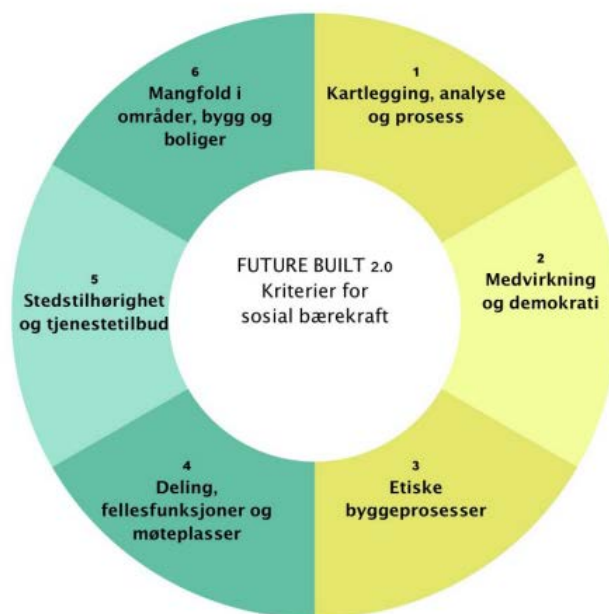 FUTURE BUILT 2.0
Kriterier for
sosial bærekraft
1
Kartlegging, analyse
og prosess
2
Medvirkning
og demokrati
3
Etiske
byggeprosesser
4
Deling,
fellesfunksjoner og
møteplasser
5
Stedstilhørighet
og tjenestetilbud
6
Mangfold i
områder, bygg og
boliger